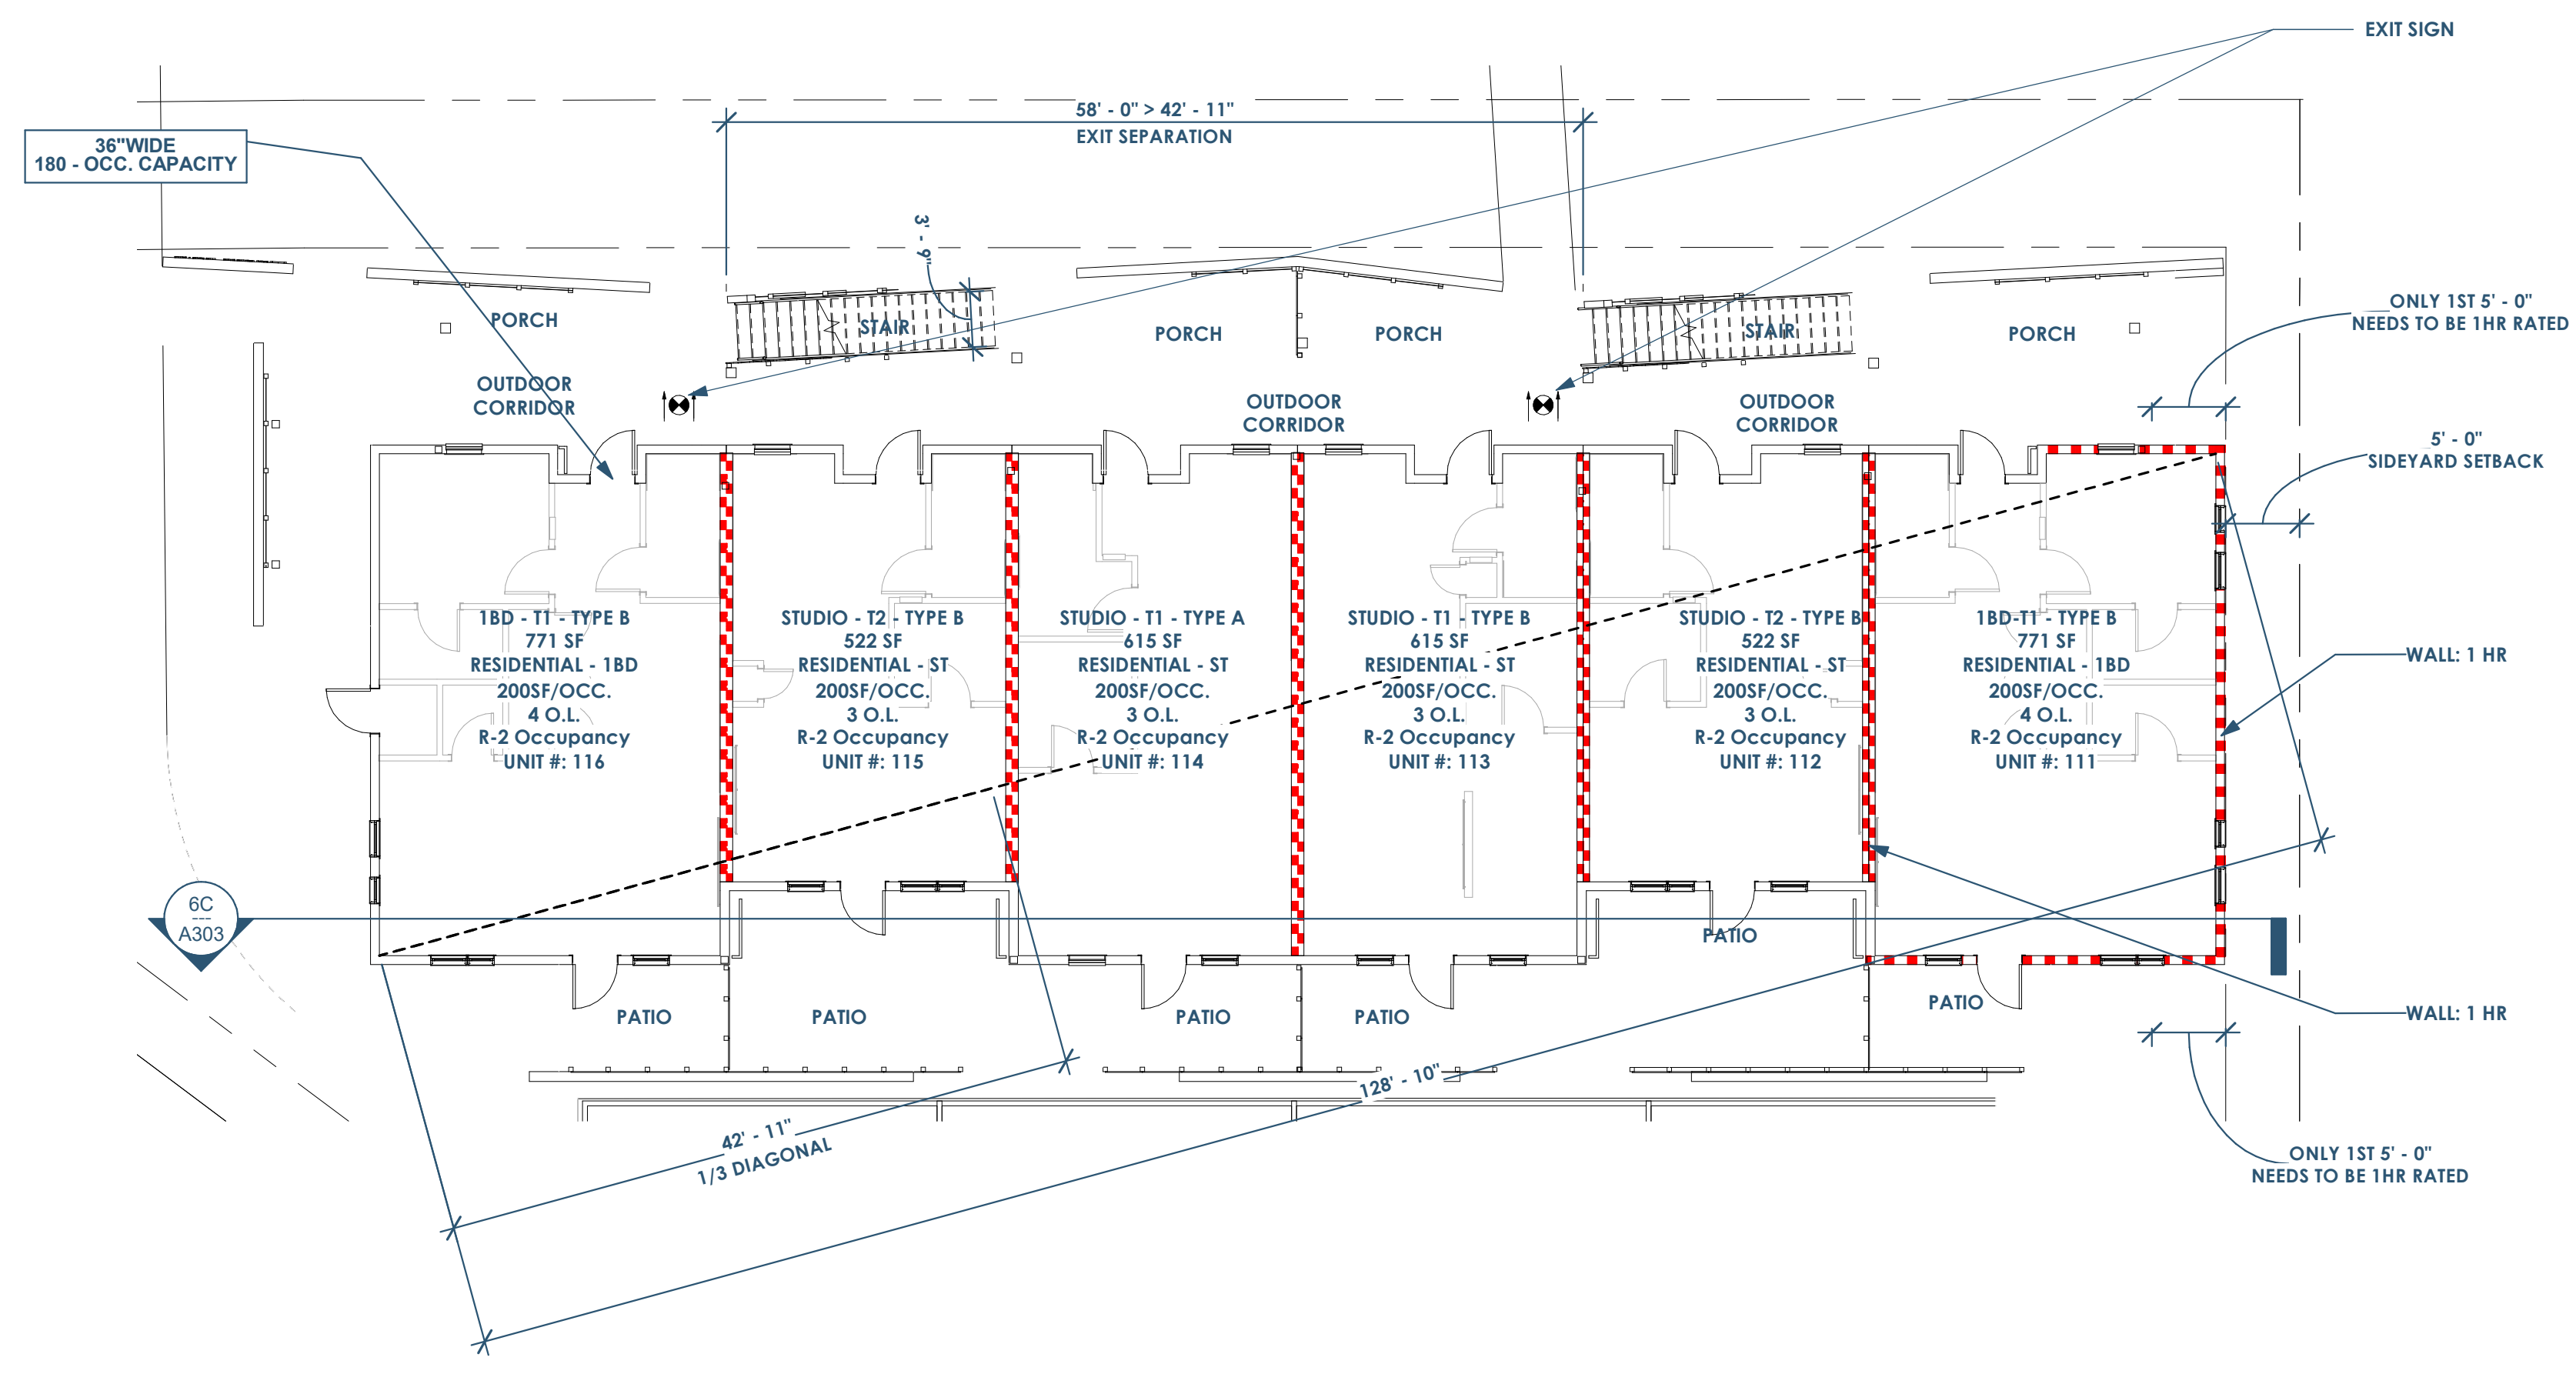 EXIT SIGN
58' - 0" > 42' - 11"
EXIT SEPARATION
36"WIDE
180 - OCC. CAPACITY
3' - 9"
ONLY 1ST 5' - 0"
NEEDS TO BE 1HR RATED
PORCH
STAIR
PORCH
PORCH
STAIR
PORCH
OUTDOOR
CORRIDOR
OUTDOOR
CORRIDOR
OUTDOOR
CORRIDOR
5' - 0"
SIDEYARD SETBACK
1BD - T1 - TYPE B
771 SF
RESIDENTIAL - 1BD
200SF/OCC.
4 O.L.
R-2 Occupancy
UNIT #: 116
STUDIO - T2 - TYPE B
522 SF
RESIDENTIAL - ST
200SF/OCC.
3 O.L.
R-2 Occupancy
UNIT #: 115
STUDIO - T1 - TYPE A
615 SF
RESIDENTIAL - ST
200SF/OCC.
3 O.L.
R-2 Occupancy
UNIT #: 114
STUDIO - T1 - TYPE B
615 SF
RESIDENTIAL - ST
200SF/OCC.
3 O.L.
R-2 Occupancy
UNIT #: 113
STUDIO - T2 - TYPE B
522 SF
RESIDENTIAL - ST
200SF/OCC.
3 O.L.
R-2 Occupancy
UNIT #: 112
1BD-T1 - TYPE B
771 SF
RESIDENTIAL - 1BD
200SF/OCC.
4 O.L.
R-2 Occupancy
UNIT #: 111
WALL: 1 HR
6C
---
A303
PATIO
PATIO
PATIO
PATIO
PATIO
PATIO
WALL: 1 HR
128' - 10"
42' - 11"
1/3 DIAGONAL
ONLY 1ST 5' - 0"
NEEDS TO BE 1HR RATED